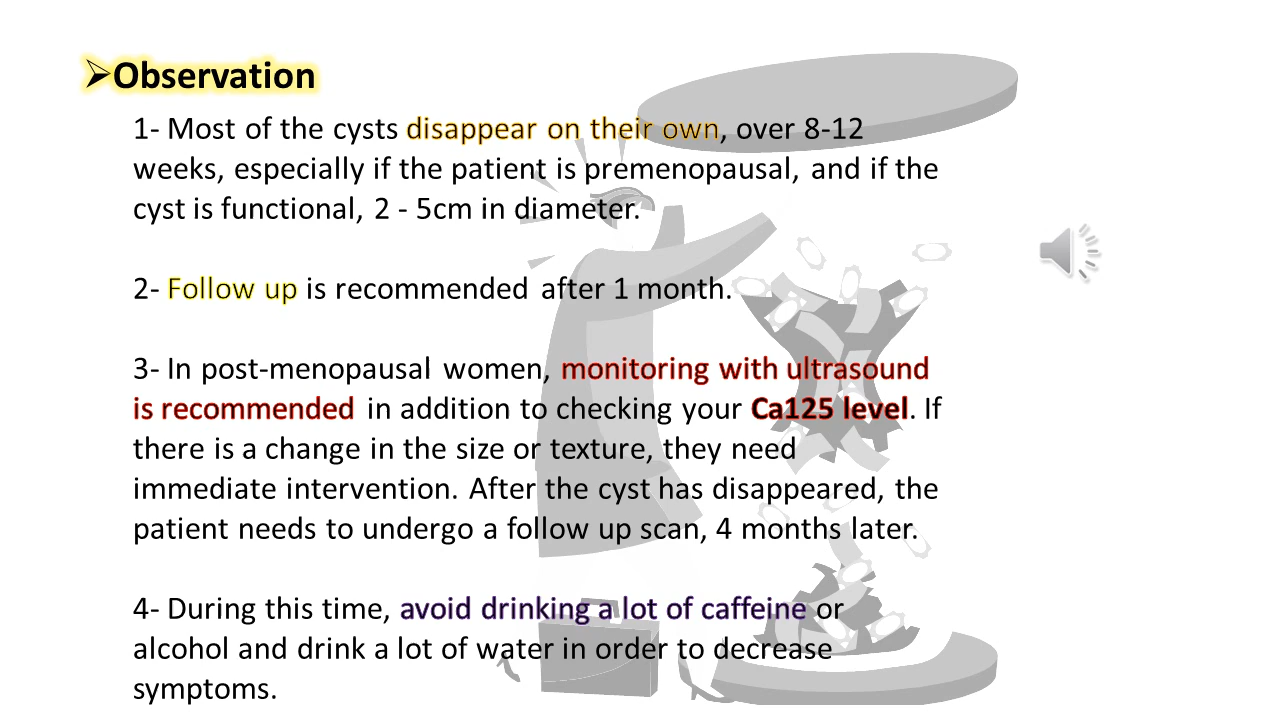 ➢Observation
1- Most of the cysts disappear on their own, over 8-12
weeks, especially if the patient is premenopausal, and if the
cyst is functional, 2 - 5cm in diameter.
2- Follow up is recommended after 1 month.
3- In post-menopausal women, monitoring with ultrasound
is recommended in addition to checking your Ca125 level. If
there is a change in the size or texture, they need
immediate intervention. After the cyst has disappeared, the
patient needs to undergo a follow up scan, 4 months later.
4- During this time, avoid drinking a lot of caffeine or
alcohol and drink a lot of water in order to decrease
symptoms.